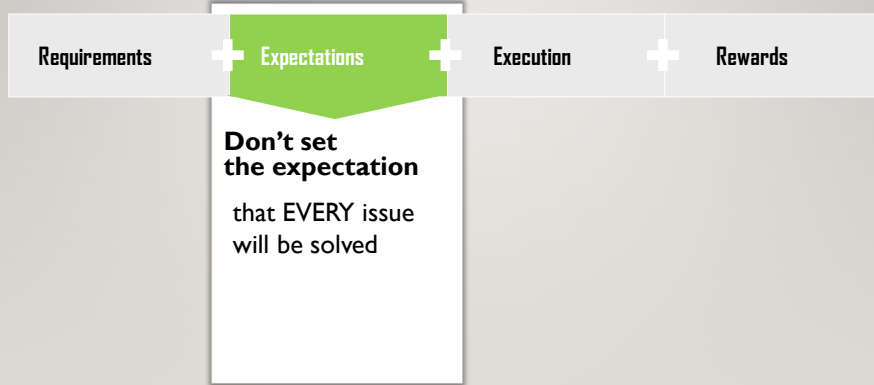 Requirements
Expectations
Execution
Rewards
Don't set
the expectation
that EVERY issue
will be solved